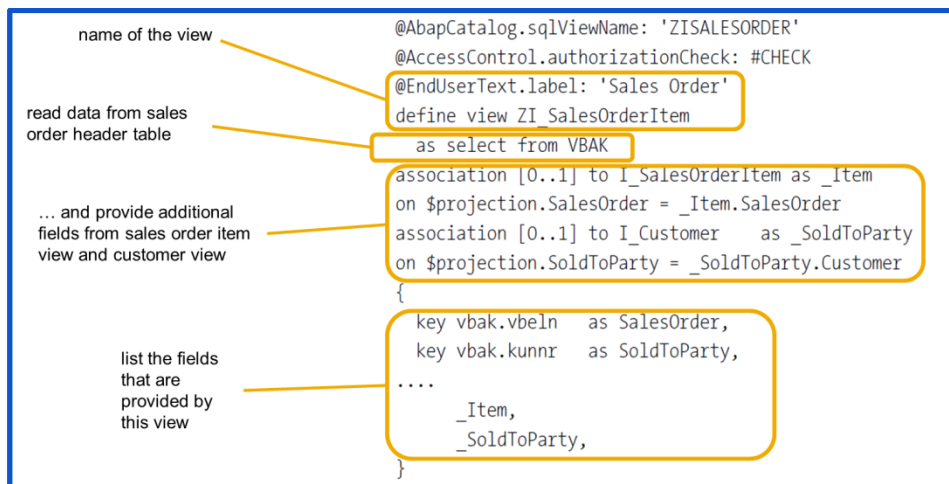 name of the view
read data from sales
order header table
… and provide additional
fields from sales order item
view and customer view
list the fields
that are
provided by
this view
@AbapCatalog.sqlViewName: 'ZISALESORDER'
@AccessControl.authorizationCheck: #CHECK
@EndUserText.label: 'Sales Order'
define view ZI_SalesOrderItem
as select from VBAK
association [0..1] to I_SalesOrderItem as _Item
on $projection.SalesOrder = _Item.SalesOrder
association [0..1] to I_Customer    as _SoldToParty
on $projection.SoldToParty = _SoldToParty.Customer
{
key vbak.vbeln   as SalesOrder,
key vbak.kunnr   as SoldToParty,
....
_Item,
_SoldToParty,
}